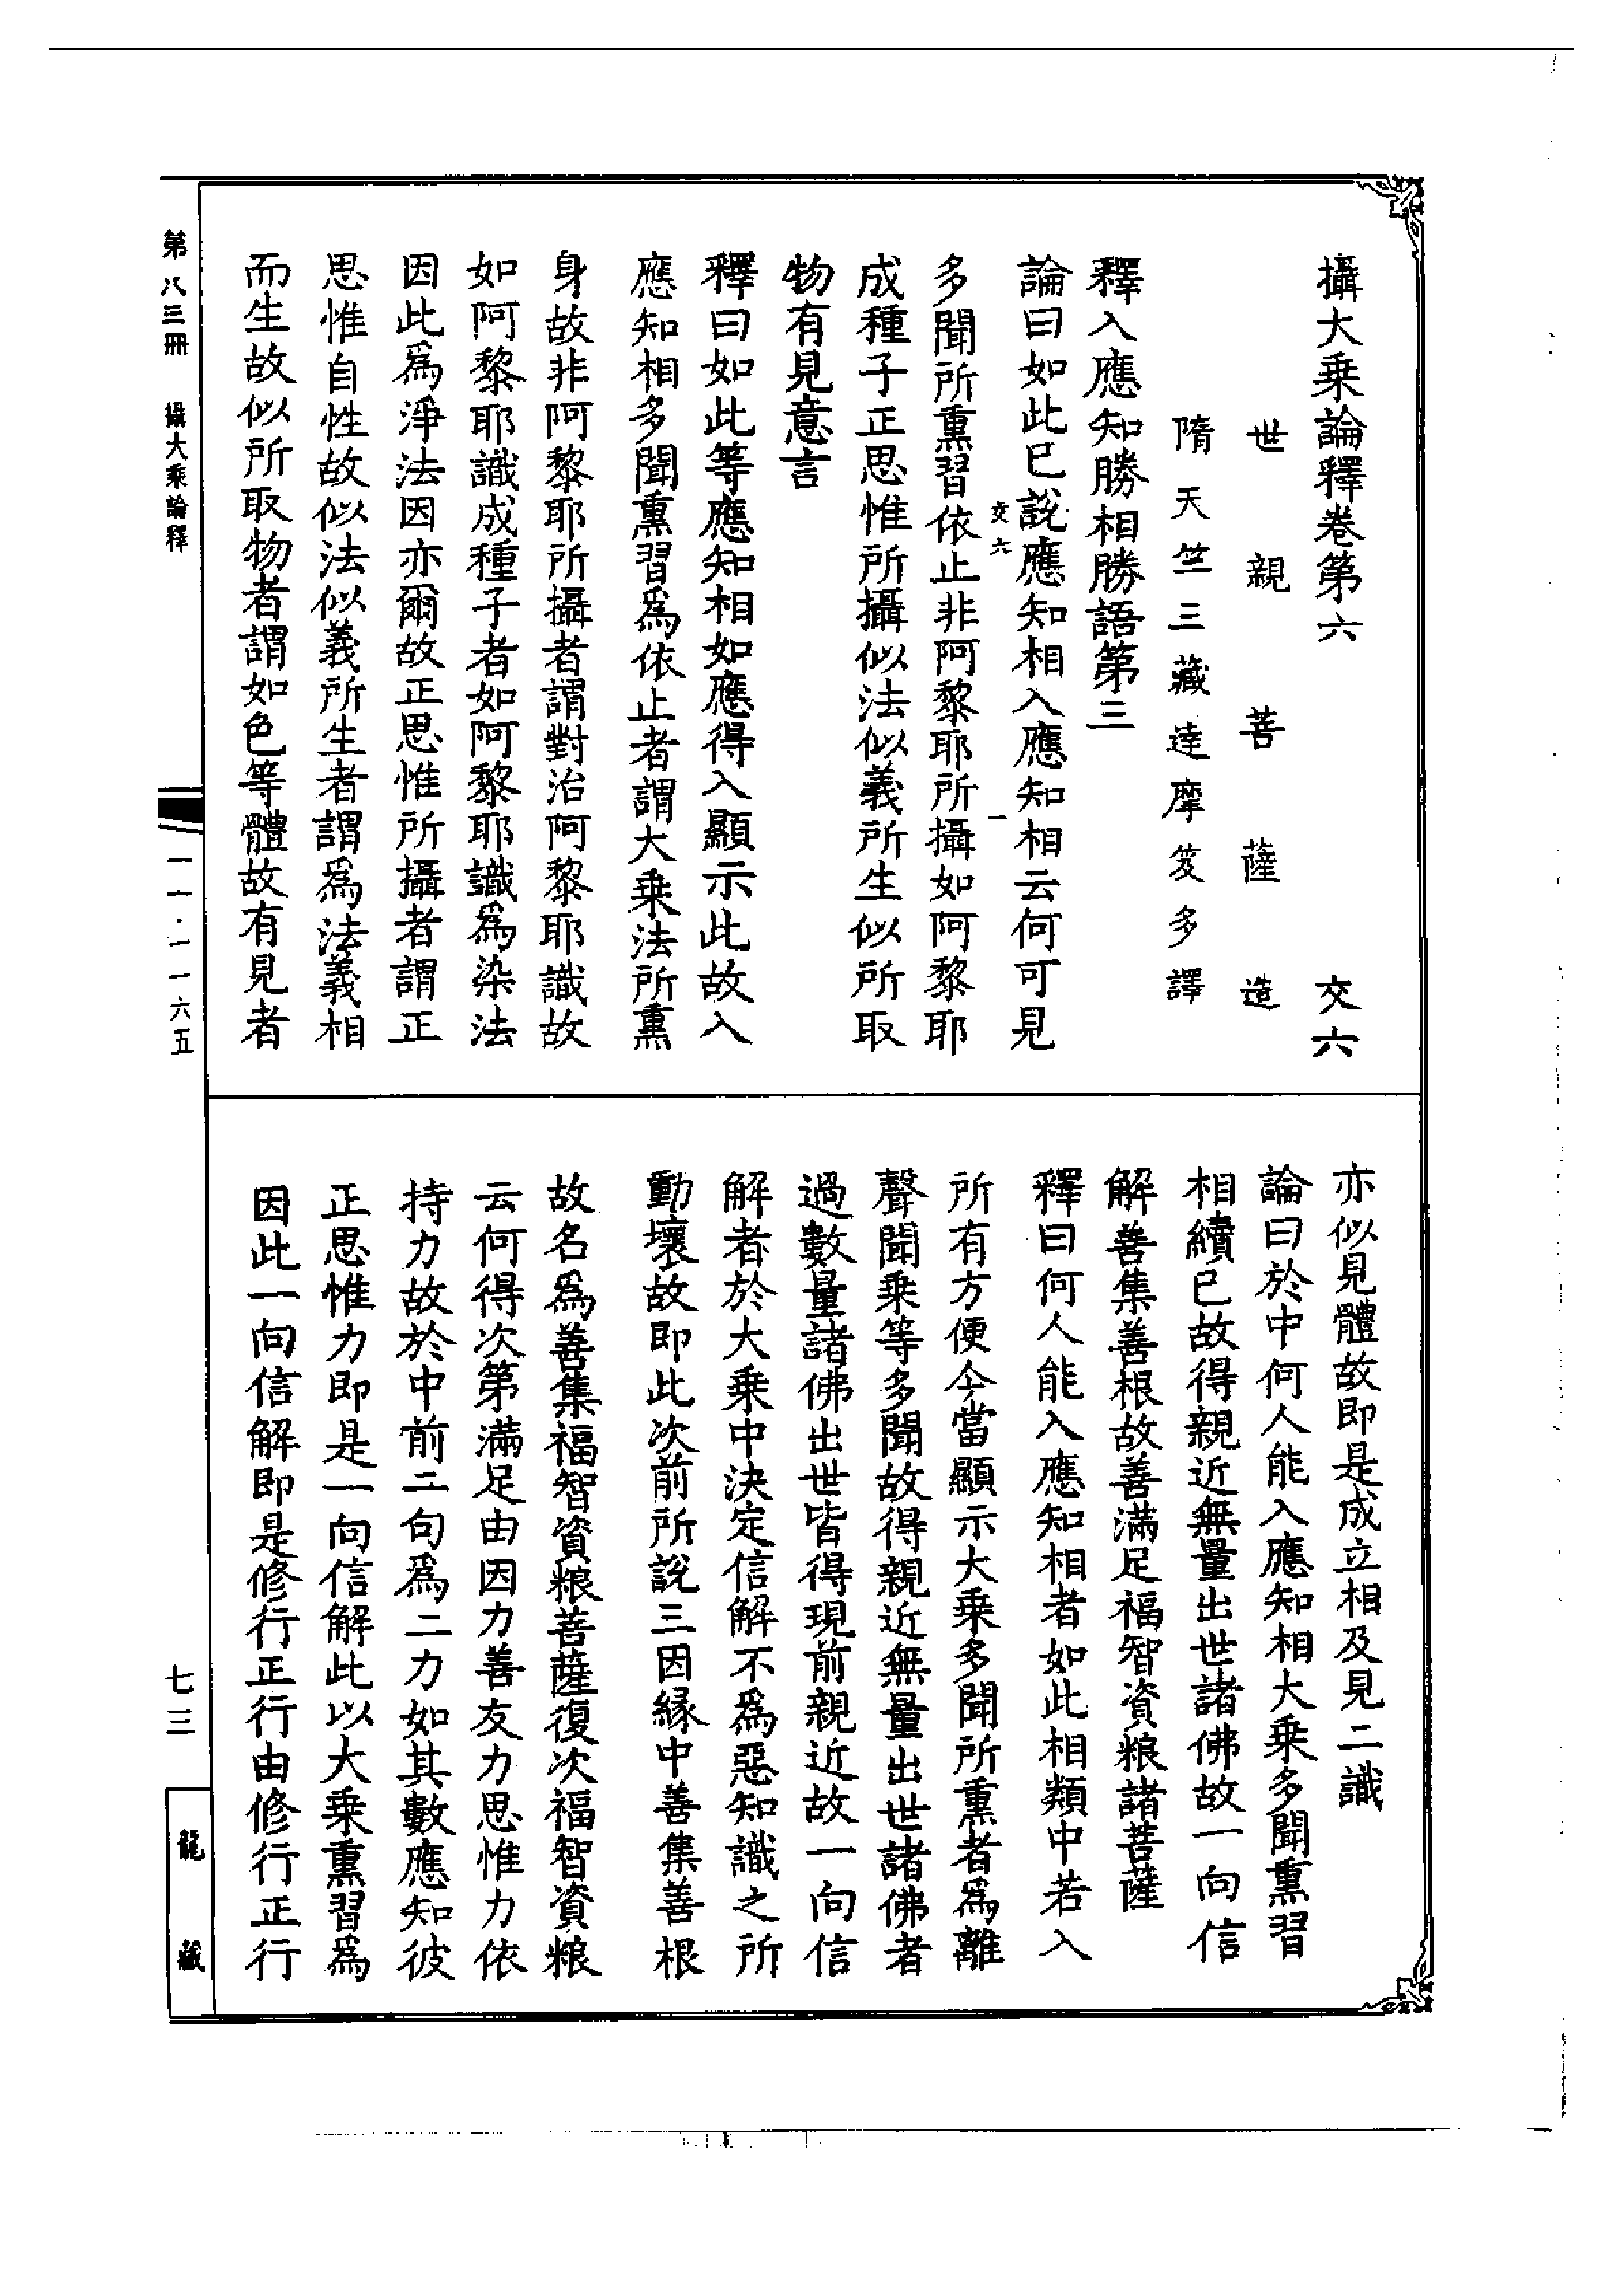 攝大乗論釋卷第六 交六
世親菩薩造
隋天竺三藏達摩笈多譯
釋入應知勝相勝語第三
論曰如此已說應知相入應知相云何可見
交六 一
多聞所熏習依止非阿黎耶所攝如阿黎耶
成種子正思惟所攝似法似義所生似所取
物有見意言
釋曰如此等應知相如應得入顯示此故入
應知相多聞熏習爲依止者謂大乗法所熏
身故非阿黎耶所攝者謂對治阿黎耶識故
如阿黎耶識成種子者如阿黎耶識爲染法
因此爲淨法因亦爾故正思惟所攝者謂正
思惟自性故似法似義所生者謂爲法義相
而生故似所取物者謂如色等體故有見者
亦似見體故即是成立相及見二識
論曰於中何人能入應知相大乗多聞熏習
相續已故得親近無量出世諸佛故一向信
解善集善根故善滿足福智資粮諸菩薩
釋曰何人能入應知相者如此相類中若入
所有方便今當顯示大乗多聞所熏者爲離
聲聞乗等多聞故得親近無量出世諸佛者
過數量諸佛出世皆得現前親近故一向信
解者於大乗中決定信解不爲惡知識之所
動壞故即此次前所說三因緣中善集善根
故名爲善集福智資粮菩薩復次福智資粮
云何得次第滿足由因力善友力思惟力依
持力故於中前二句爲二力如其數應知彼
正思惟力即是一向信解此以大乗熏習爲
因此一向信解即是修行正行由修行正行
第八三冊 攝大乘論釋
一一·一一六五
七三
龍藏